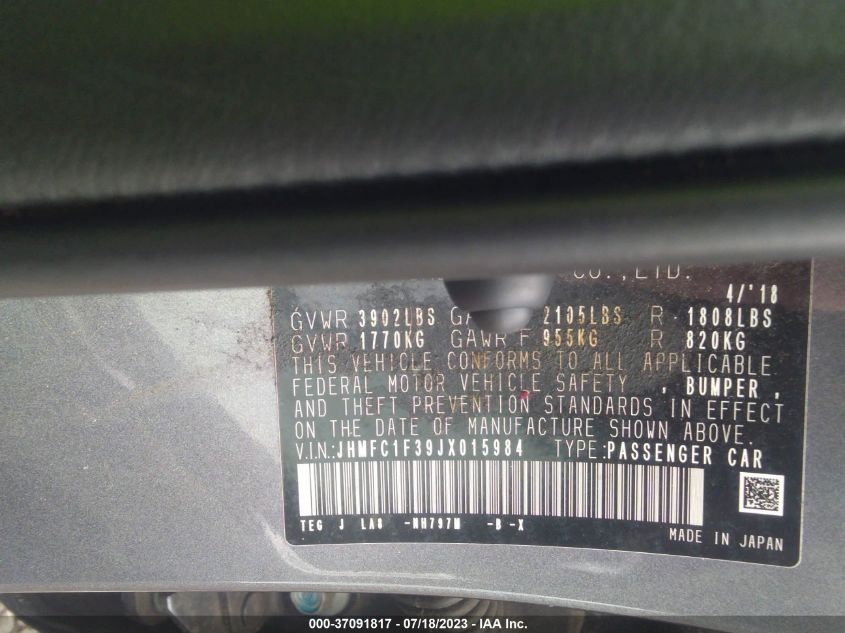 CO.,LTD.
4/'18
GVWR 3902LBS GA 2105LBS R 1808LBS
GVWR 1770KG GAWR F 955KG R 820KG
THIS VEHICLE CONFORMS TO ALL APPLICABLE
FEDERAL MOTOR VEHICLE SAFETY , BUMPER ,
AND THEFT PREVENTION STANDARDS IN EFFECT
ON THE DATE OF MANUFACTURE SHOWN ABOVE.
V.I.N.:JHMFC1F39JX015984 TYPE:PASSENGER CAR
TEG J LA8 -NH797M -B -X
MADE IN JAPAN
000-37091817 / 07/18/2023 - © IAA Inc.